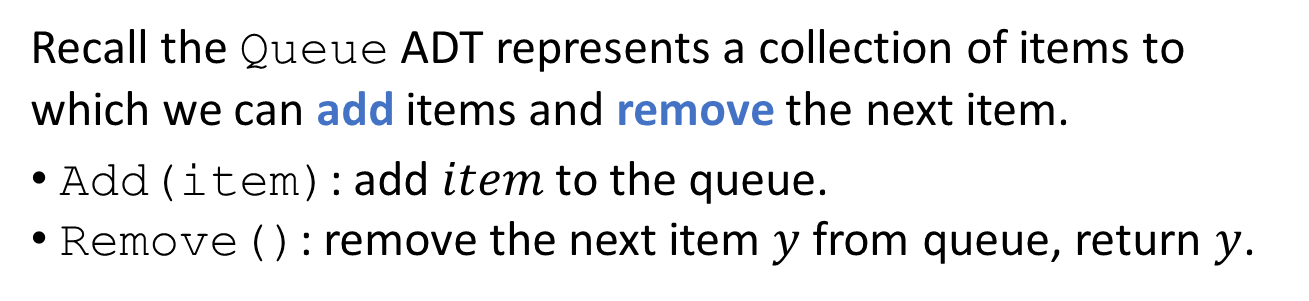 Recall the Queue ADT represents a collection of items to
which we can add items and remove the next item.
• Add(item): add item to the queue.
• Remove(): remove the next item y from queue, return y.